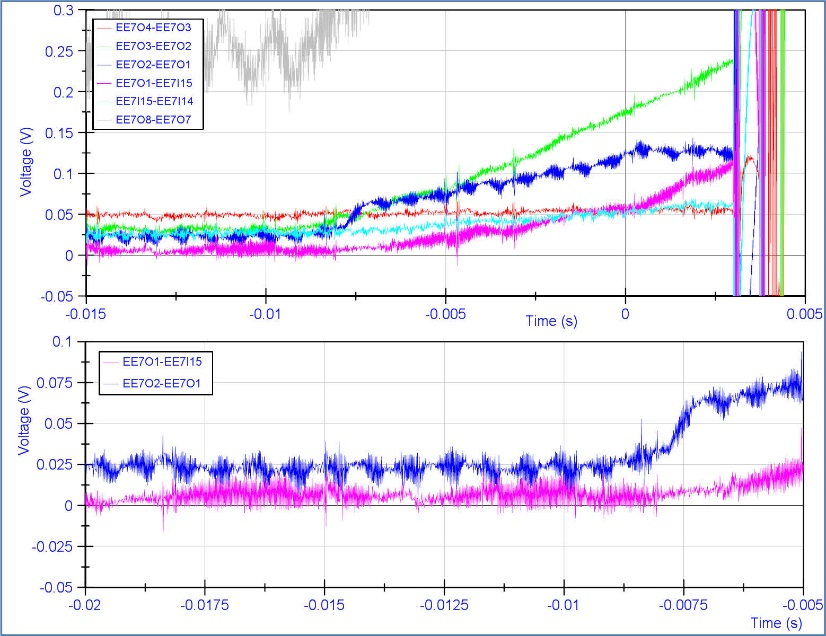 0.3
0.25
0.2
0.15
0.1
0.05
0
-0.05
Voltage (V)
EE7O4-EE7O3
EE7O3-EE7O2
EE7O2-EE7O1
EE7O1-EE7I15
EE7I15-EE7I14
EE7O8-EE7O7
-0.015 -0.01 -0.005 0 0.005
Time (s)
0.1
0.075
0.05
0.025
0
-0.025
-0.05
Voltage (V)
EE7O1-EE7I15
EE7O2-EE7O1
-0.02 -0.0175 -0.015 -0.0125 -0.01 -0.0075 -0.005
Time (s)